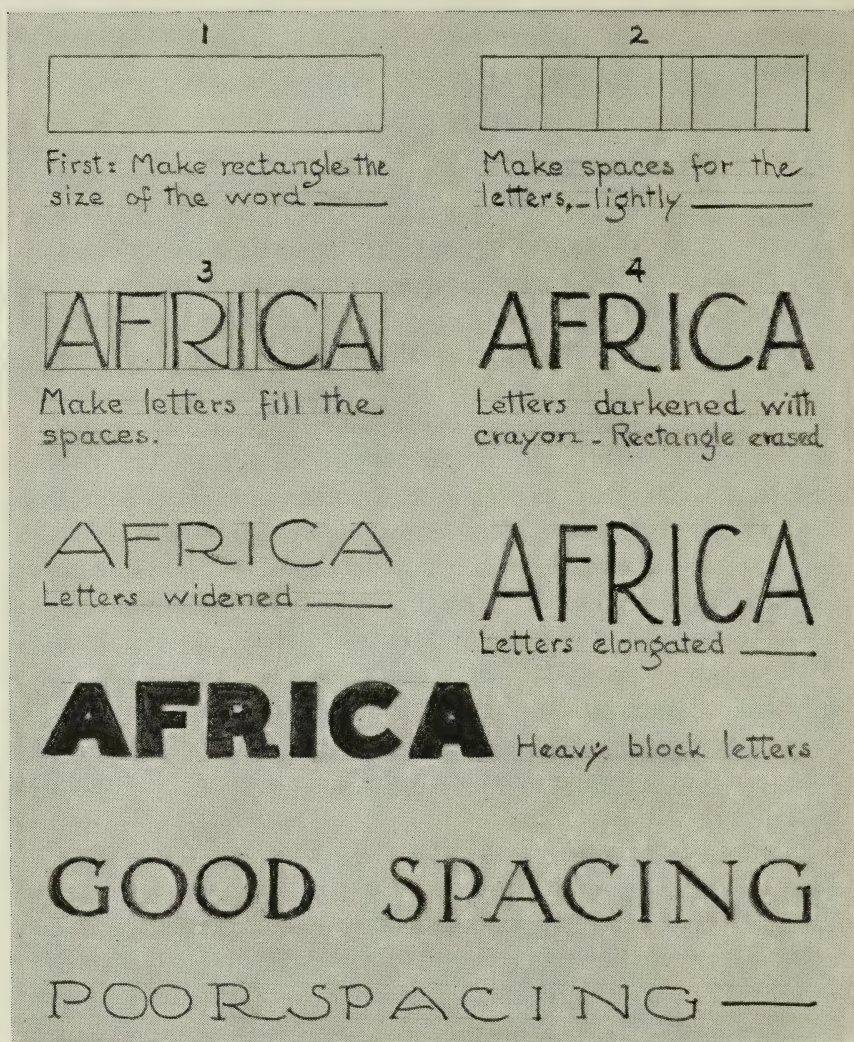 1
First: Make rectangle the
size of the word
2
Make spaces for the
letters,-lightly
3
AFRICA
Make letters fill the
spaces.
4
AFRICA
Letters darkened with
crayon - Rectangle erased
AFRICA
Letters widened
AFRICA
Letters elongated
AFRICA Heavy block letters
GOOD SPACING
POOR SPACING